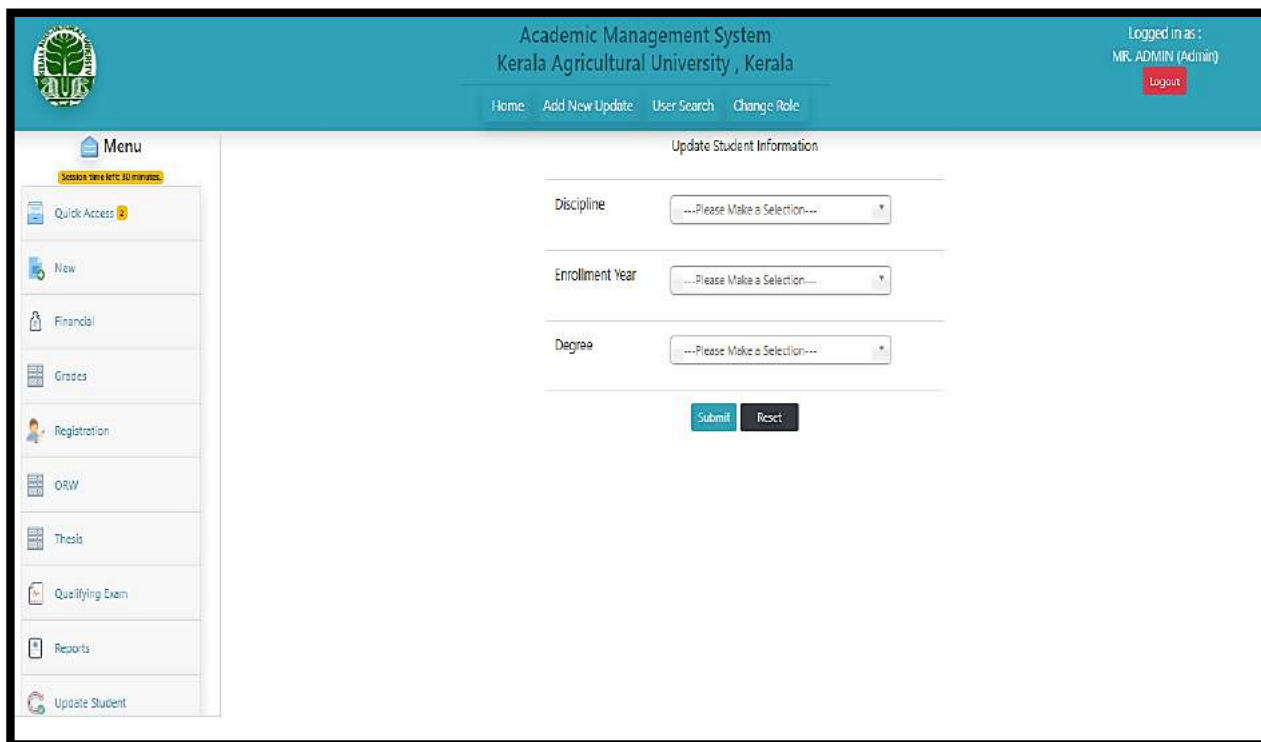 Academic Management System
Kerala Agricultural University , Kerala
Home Add New Update User Search Change Role
Logged in as :
MR. ADMIN (Admin)
Logout
Menu
Session time left: 30 minutes.
Quick Access 2
New
Financial
Grades
Registration
ORW
Thesis
Qualifying Exam
Reports
Update Student
Update Student Information
Discipline ---Please Make a Selection---
Enrollment Year ---Please Make a Selection---
Degree ---Please Make a Selection---
Submit Reset